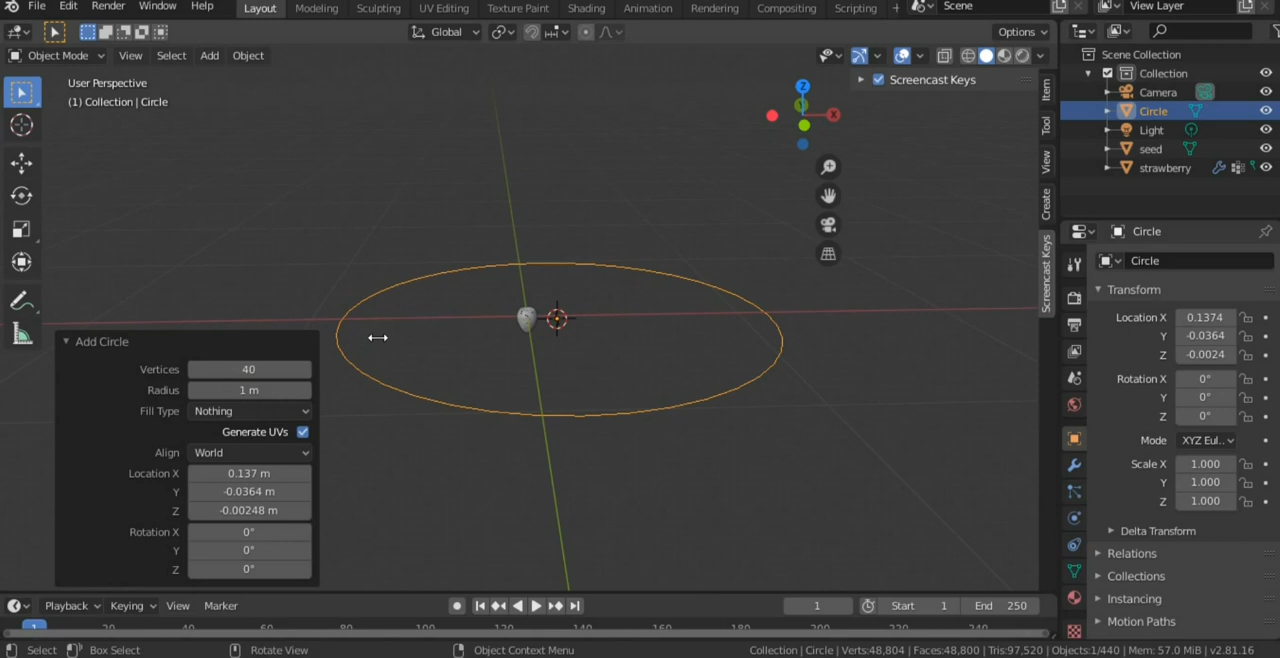 File Edit Render Window Help Layout Modeling Sculpting UV Editing Texture Paint Shading Animation Rendering Compositing Scripting + Scene View Layer
Global Options
Object Mode View Select Add Object
User Perspective
(1) Collection | Circle
Screencast Keys
Z
X
Item
Tool
View
Create
Screencast Keys
Scene Collection
Collection
Camera
Circle
Light
seed
strawberry
Circle
Circle
Transform
Location X 0.1374
Y -0.0364
Z -0.0024
Rotation X 0°
Y 0°
Z 0°
Mode XYZ Eul..
Scale X 1.000
Y 1.000
Z 1.000
Delta Transform
Relations
Collections
Instancing
Motion Paths
Add Circle
Vertices 40
Radius 1 m
Fill Type Nothing
Generate UVs
Align World
Location X 0.137 m
Y -0.0364 m
Z -0.00248 m
Rotation X 0°
Y 0°
Z 0°
Playback Keying View Marker 1 Start 1 End 250
1 20 40 60 80 100 120 140 160 180 200 220 240
Select Box Select Rotate View Object Context Menu Collection | Circle | Verts:48,804 | Faces:48,800 | Tris:97,520 | Objects:1/440 | Mem: 57.0 MiB | v2.81.16